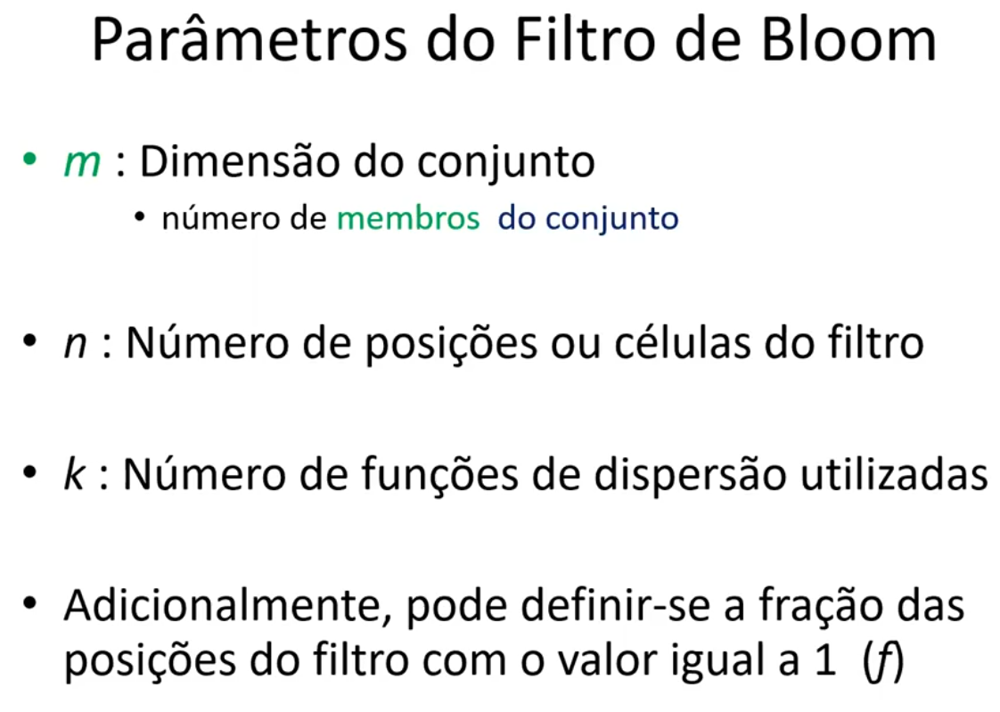 Parâmetros do Filtro de Bloom
• m : Dimensão do conjunto
• número de membros do conjunto
• n : Número de posições ou células do filtro
• k : Número de funções de dispersão utilizadas
• Adicionalmente, pode definir-se a fração das
posições do filtro com o valor igual a 1 (f)